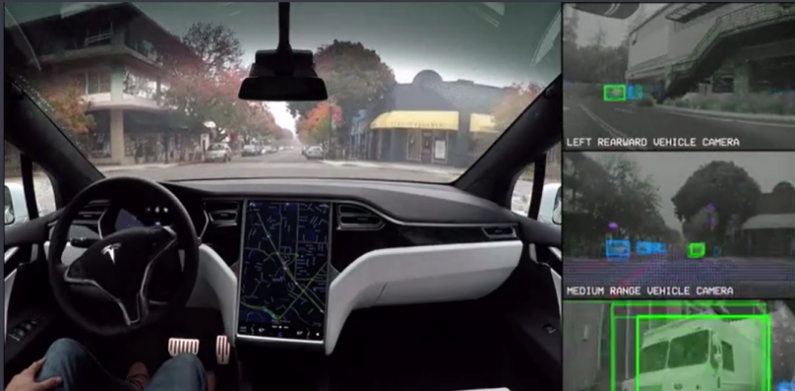 LEFT REARWARD VEHICLE CAMERA
MEDIUM RANGE VEHICLE CAMERA